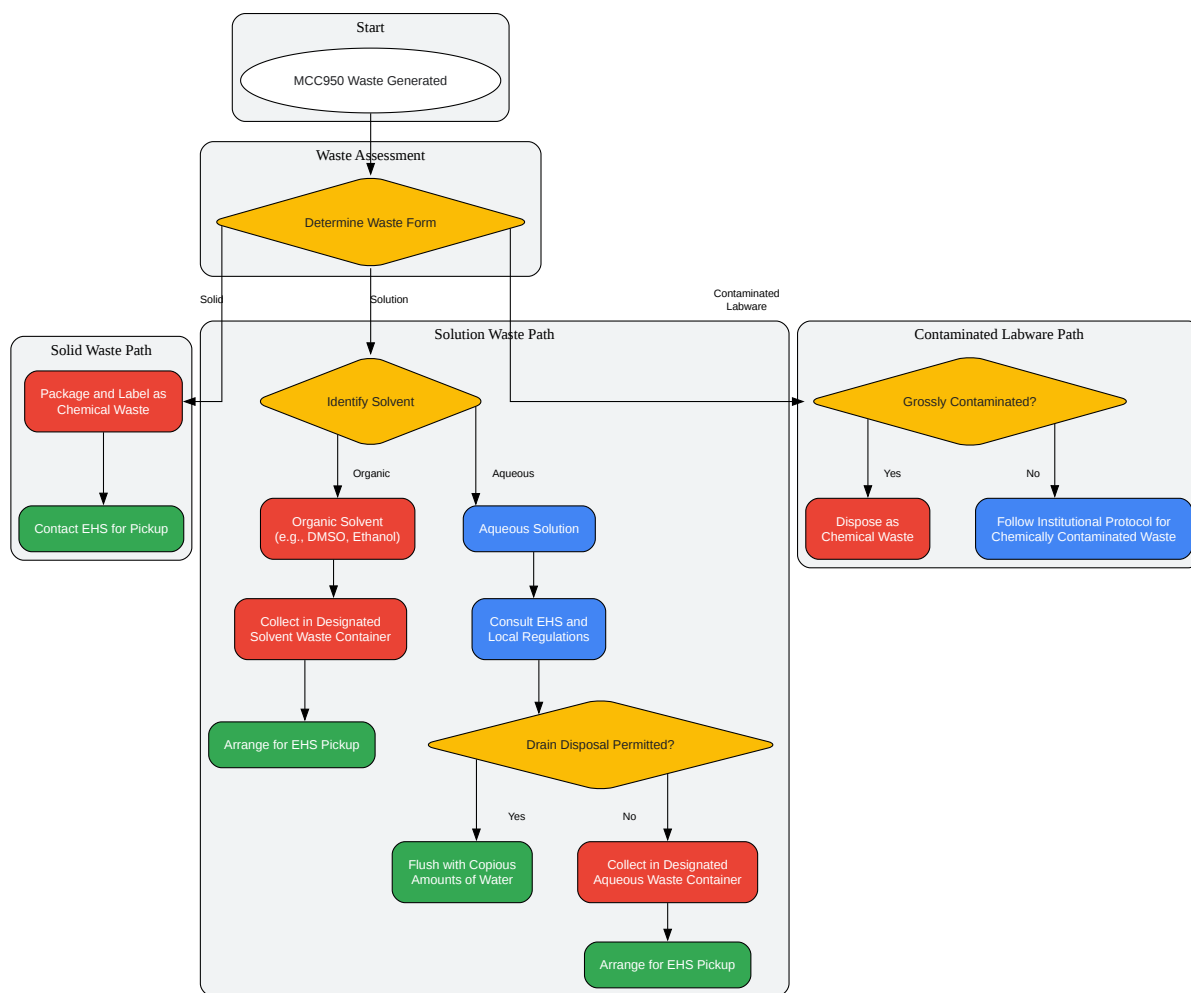 Start
MCC950 Waste Generated
Waste Assessment
Determine Waste Form
Solid
Solution
Contaminated
Labware
Solid Waste Path
Package and Label as
Chemical Waste
Contact EHS for Pickup
Solution Waste Path
Identify Solvent
Organic
Aqueous
Organic Solvent
(e.g., DMSO, Ethanol)
Aqueous Solution
Collect in Designated
Solvent Waste Container
Consult EHS and
Local Regulations
Arrange for EHS Pickup
Drain Disposal Permitted?
Yes
No
Flush with Copious
Amounts of Water
Collect in Designated
Aqueous Waste Container
Arrange for EHS Pickup
Contaminated Labware Path
Grossly Contaminated?
Yes
No
Dispose as
Chemical Waste
Follow Institutional Protocol for
Chemically Contaminated Waste